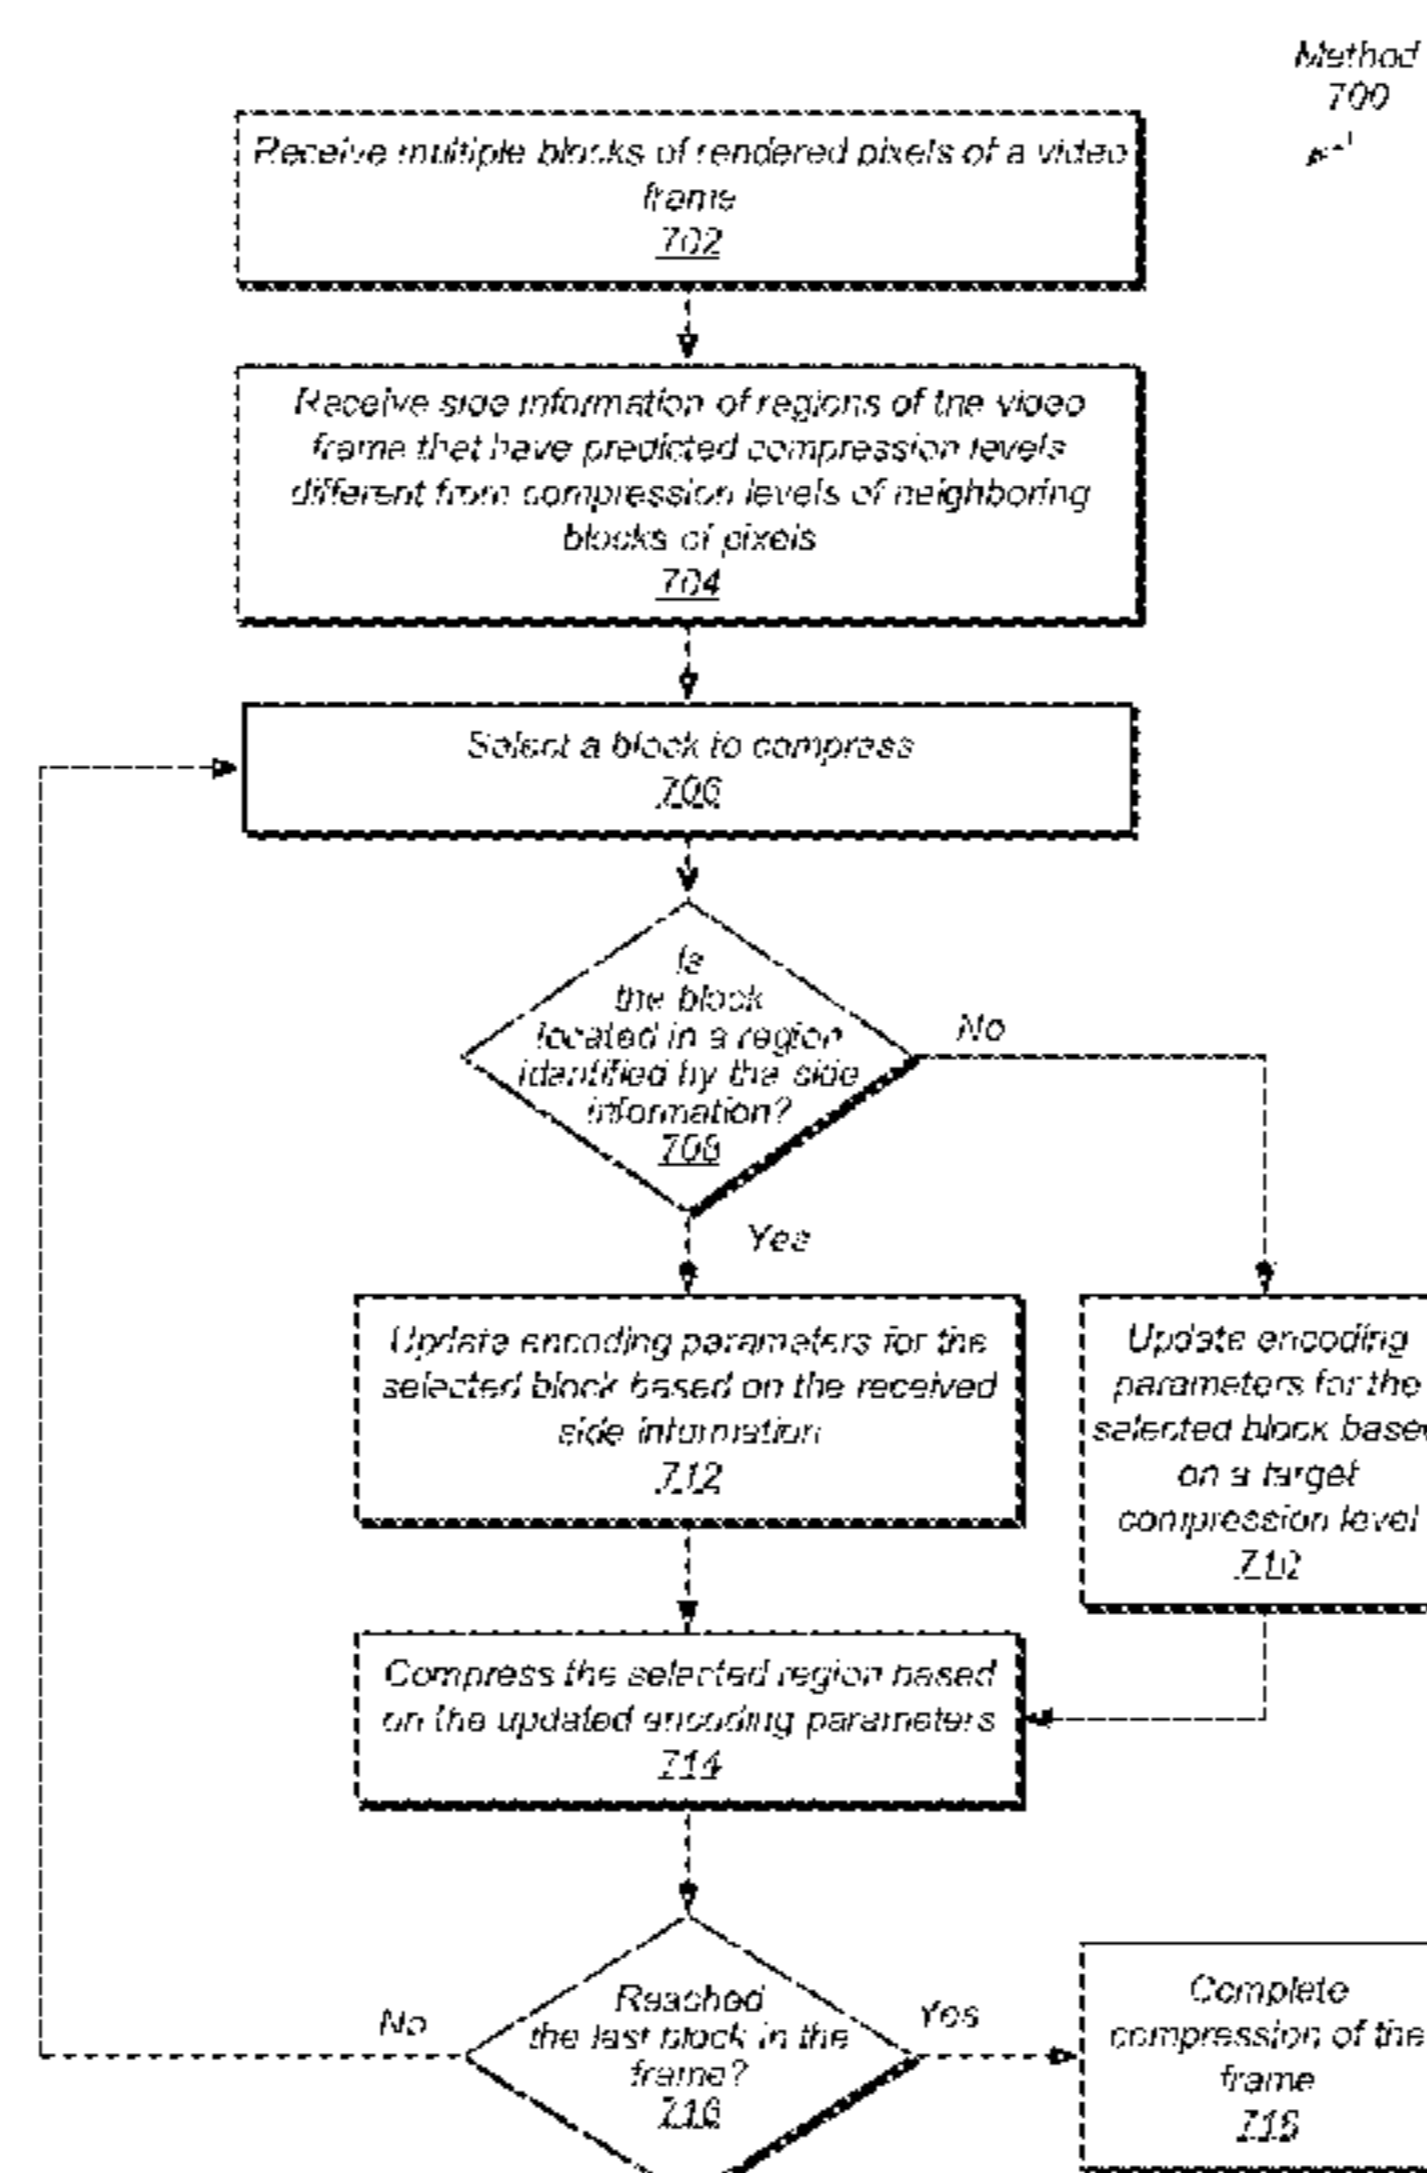 Method
700
Receive multiple blocks of rendered pixels of a video
frame
702
Receive side information of regions of the video
frame that have predicted compression levels
different from compression levels of neighboring
blocks of pixels
704
Select a block to compress
706
Is
the block
located in a region
identified by the side
information?
708
No
Yes
Update encoding parameters for the
selected block based on the received
side information
712
Update encoding
parameters for the
selected block based
on a target
compression level
710
Compress the selected region based
on the updated encoding parameters
714
Reached
the last block in the
frame?
716
No
Yes
Complete
compression of the
frame
718